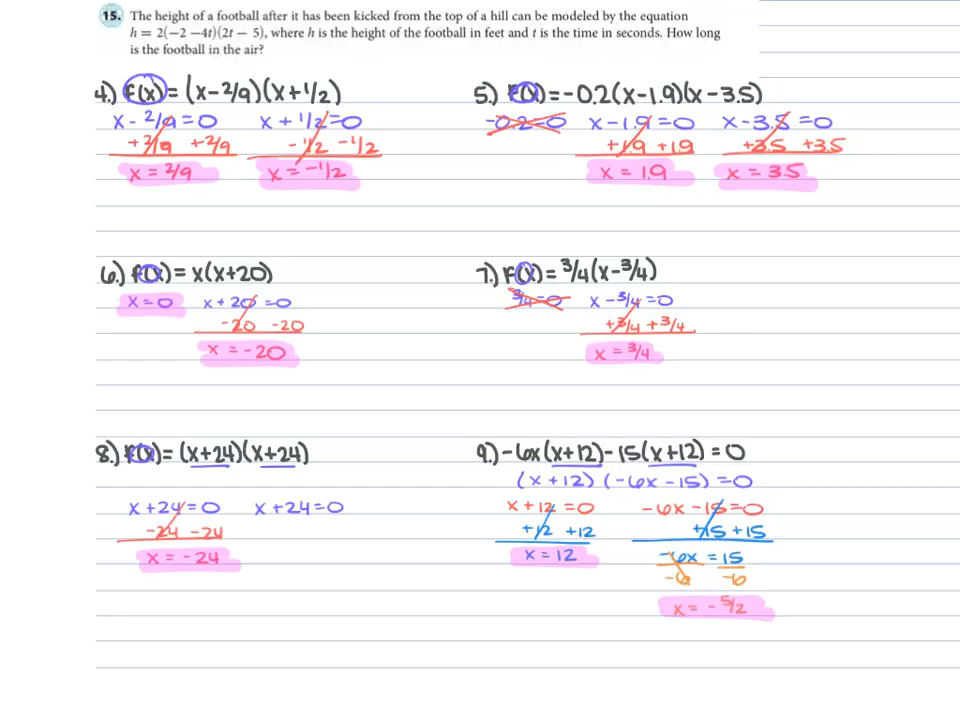 15. The height of a football after it has been kicked from the top of a hill can be modeled by the equation
h = 2(−2 −4t)(2t − 5), where h is the height of the football in feet and t is the time in seconds. How long
is the football in the air?
4.) f(x) = (x - 2/9)(x + 1/2)
x - 2/9 = 0 x + 1/2 = 0
+ 2/9 + 2/9 - 1/2 - 1/2
x = 2/9 x = -1/2
5.) f(x) = -0.2(x - 1.9)(x - 3.5)
-0.2 = 0 x - 1.9 = 0 x - 3.5 = 0
+1.9 +1.9 +3.5 +3.5
x = 1.9 x = 3.5
6.) f(x) = x(x+20)
x = 0 x + 20 = 0
-20 -20
x = -20
7.) F(x) = 3/4(x - 3/4)
3/4 = 0 x - 3/4 = 0
+3/4 +3/4
x = 3/4
8.) f(x) = (x+24)(x+24)
x + 24 = 0 x + 24 = 0
-24 -24
x = -24
9.) -6x(x+12) - 15(x+12) = 0
(x + 12)(-6x - 15) = 0
x + 12 = 0 -6x - 15 = 0
+12 +12 +15 +15
x = 12 -6x = 15
-6 -6
x = - 5/2